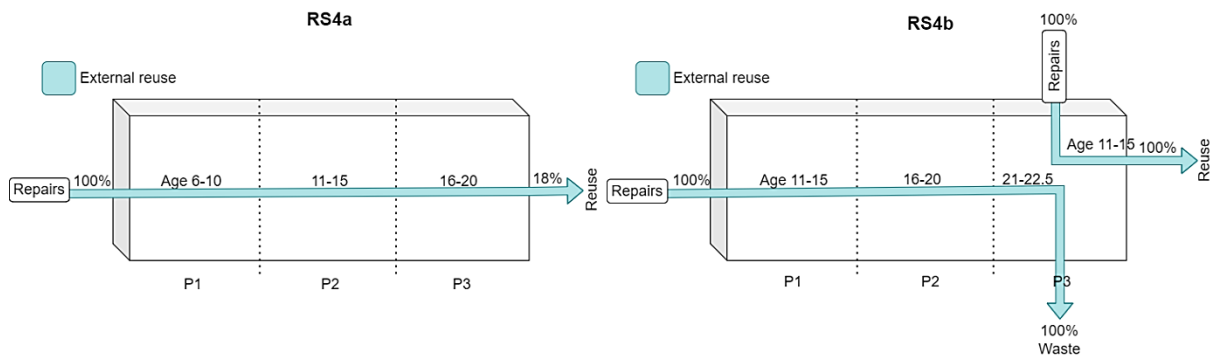 RS4a
External reuse
Repairs
100%
Age 6-10
11-15
16-20
18%
Reuse
P1
P2
P3
RS4b
100%
External reuse
Repairs
Age 11-15
100%
Reuse
Repairs
100%
Age 11-15
16-20
21-22.5
P1
P2
P3
100%
Waste